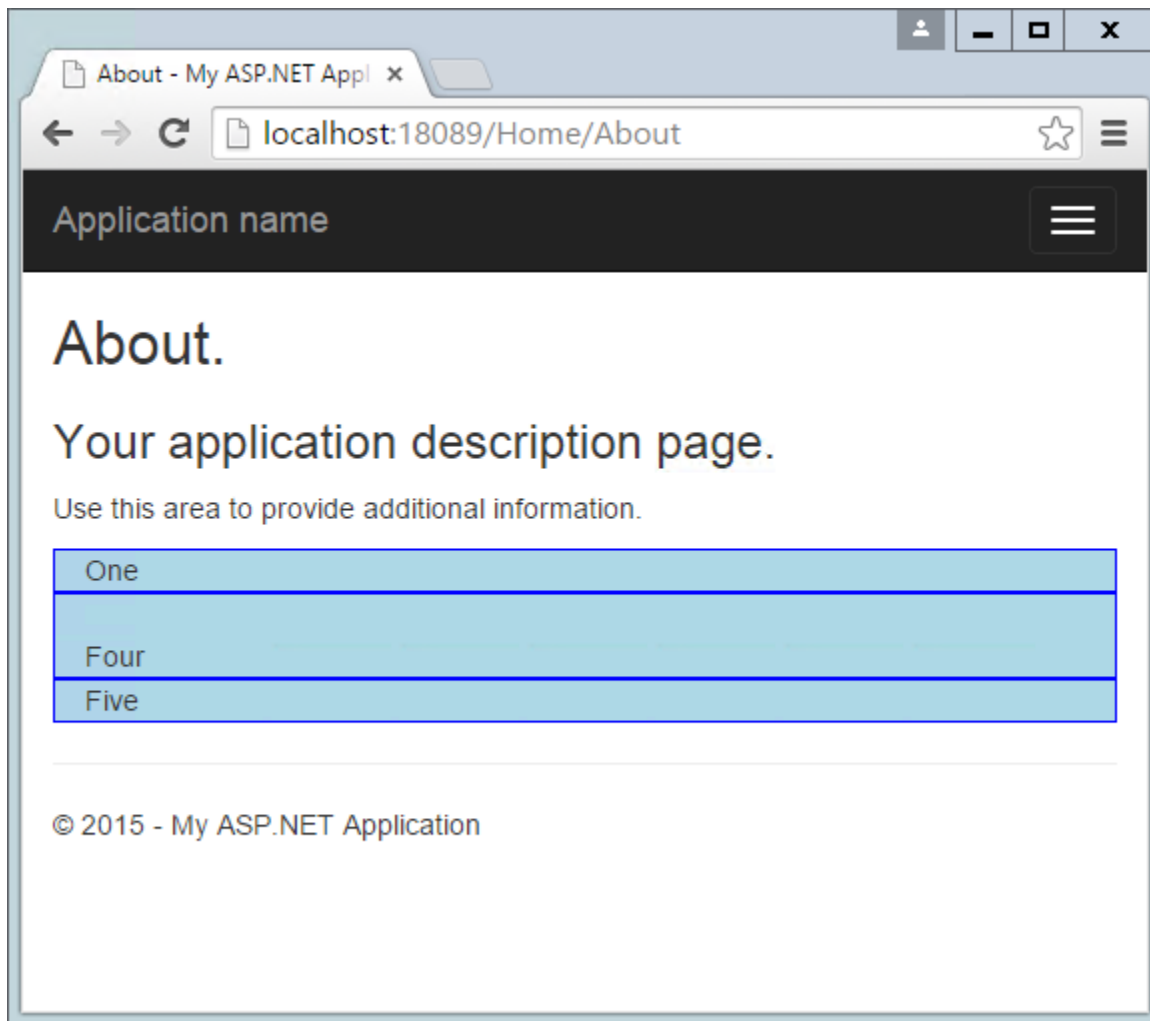 About - My ASP.NET Appl
localhost:18089/Home/About
Application name
About.
Your application description page.
Use this area to provide additional information.
One
Four
Five
© 2015 - My ASP.NET Application